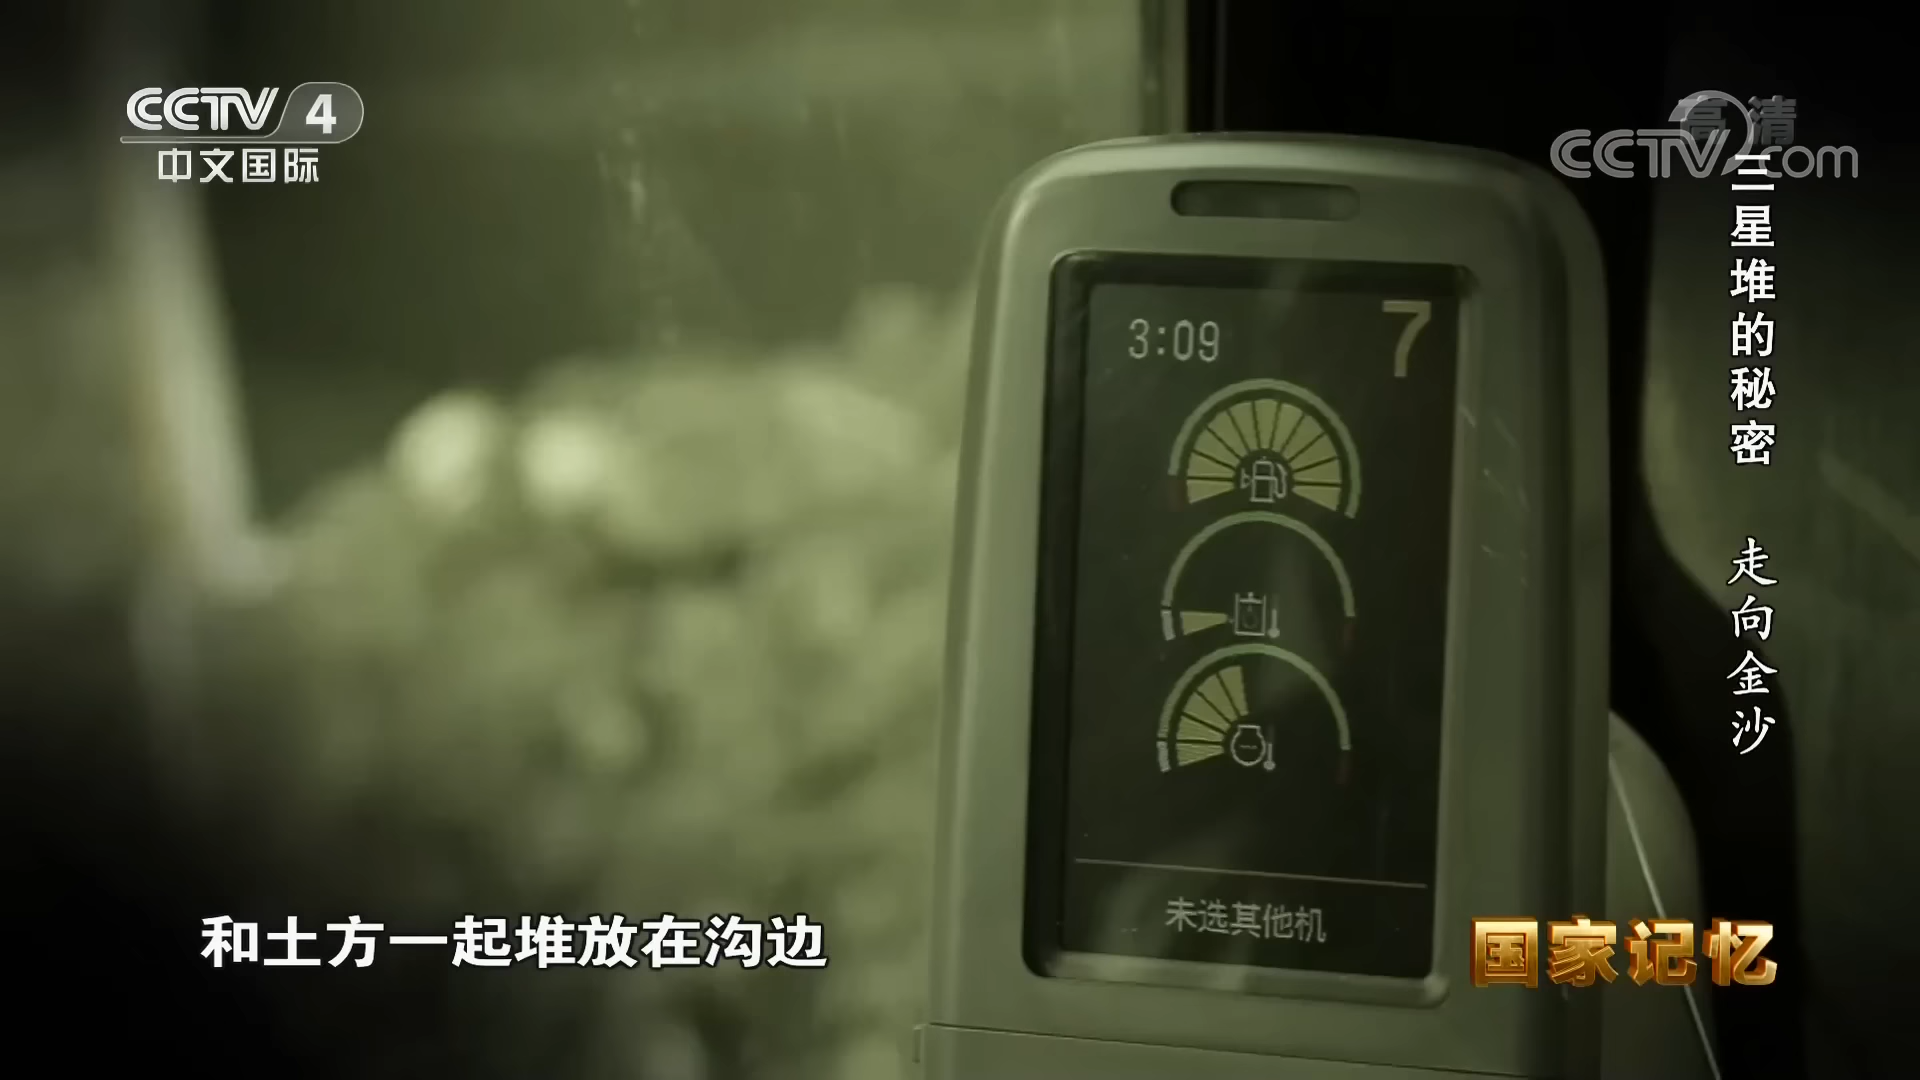 CCTV 4
中文国际
高清
CCTV.com
三星堆的秘密 走向金沙
3:09
7
未选其他机
和土方一起堆放在沟边
国家记忆